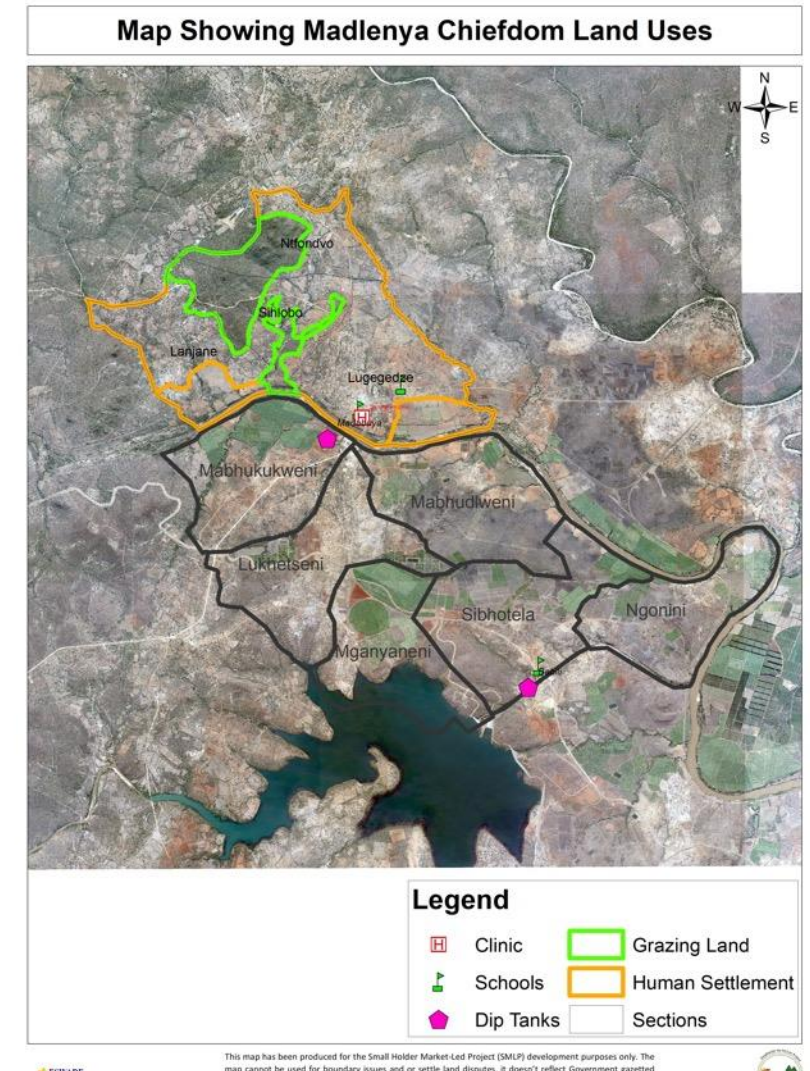 Map Showing Madlenya Chiefdom Land Uses
N
W E
S
Ntfondvo
Sihlobo
Lanjane
Lugegedze
Mabhukukweni
Mabhudlweni
Lukhetseni
Sibhotela
Ngonini
Mganyaneni
Legend
H Clinic
Grazing Land
Schools
Human Settlement
Dip Tanks
Sections
This map has been produced for the Small Holder Market-Led Project (SMLP) development purposes only. The
map cannot be used for boundary issues and or settle land disputes, it doesn't reflect Government gazetted